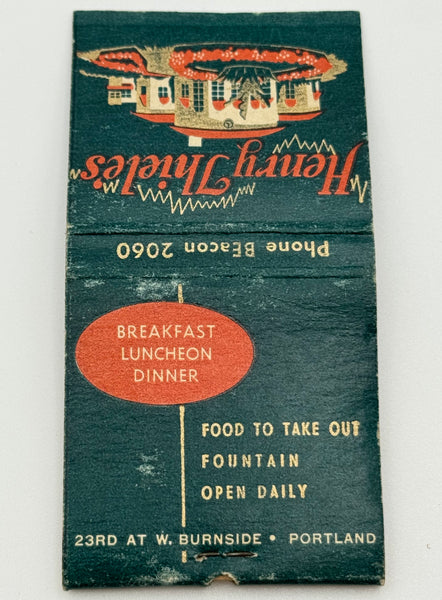 Henry Thiele's
Phone BEacon 2060
BREAKFAST
LUNCHEON
DINNER
FOOD TO TAKE OUT
FOUNTAIN
OPEN DAILY
23RD AT W. BURNSIDE • PORTLAND